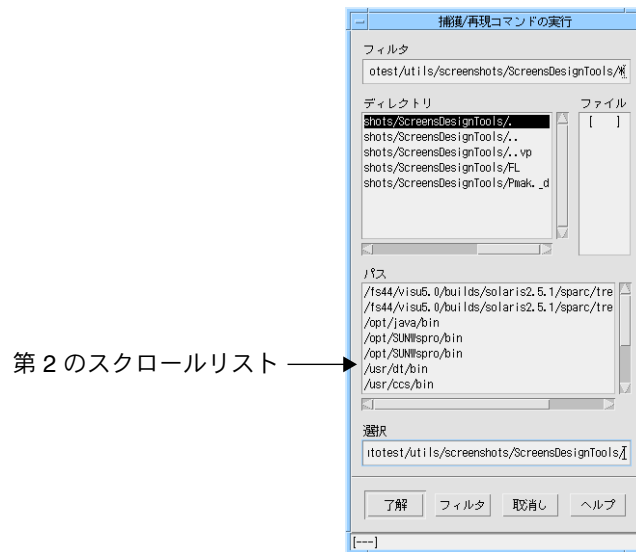 捕獲/再現コマンドの実行
フィルタ
otest/utils/screenshots/ScreensDesignTools/*
ディレクトリ
ファイル
shots/ScreensDesignTools/.
[ ]
shots/ScreensDesignTools/..
shots/ScreensDesignTools/..vp
shots/ScreensDesignTools/FL
shots/ScreensDesignTools/Pmak._d
パス
/fs44/visu5.0/builds/solaris2.5.1/sparc/tre
/fs44/visu5.0/builds/solaris2.5.1/sparc/tre
/opt/java/bin
/opt/SUNWspro/bin
/opt/SUNWspro/bin
第 2 のスクロールリスト
/usr/dt/bin
/usr/ccs/bin
選択
itotest/utils/screenshots/ScreensDesignTools/
了解 フィルタ 取消し ヘルプ
[---]